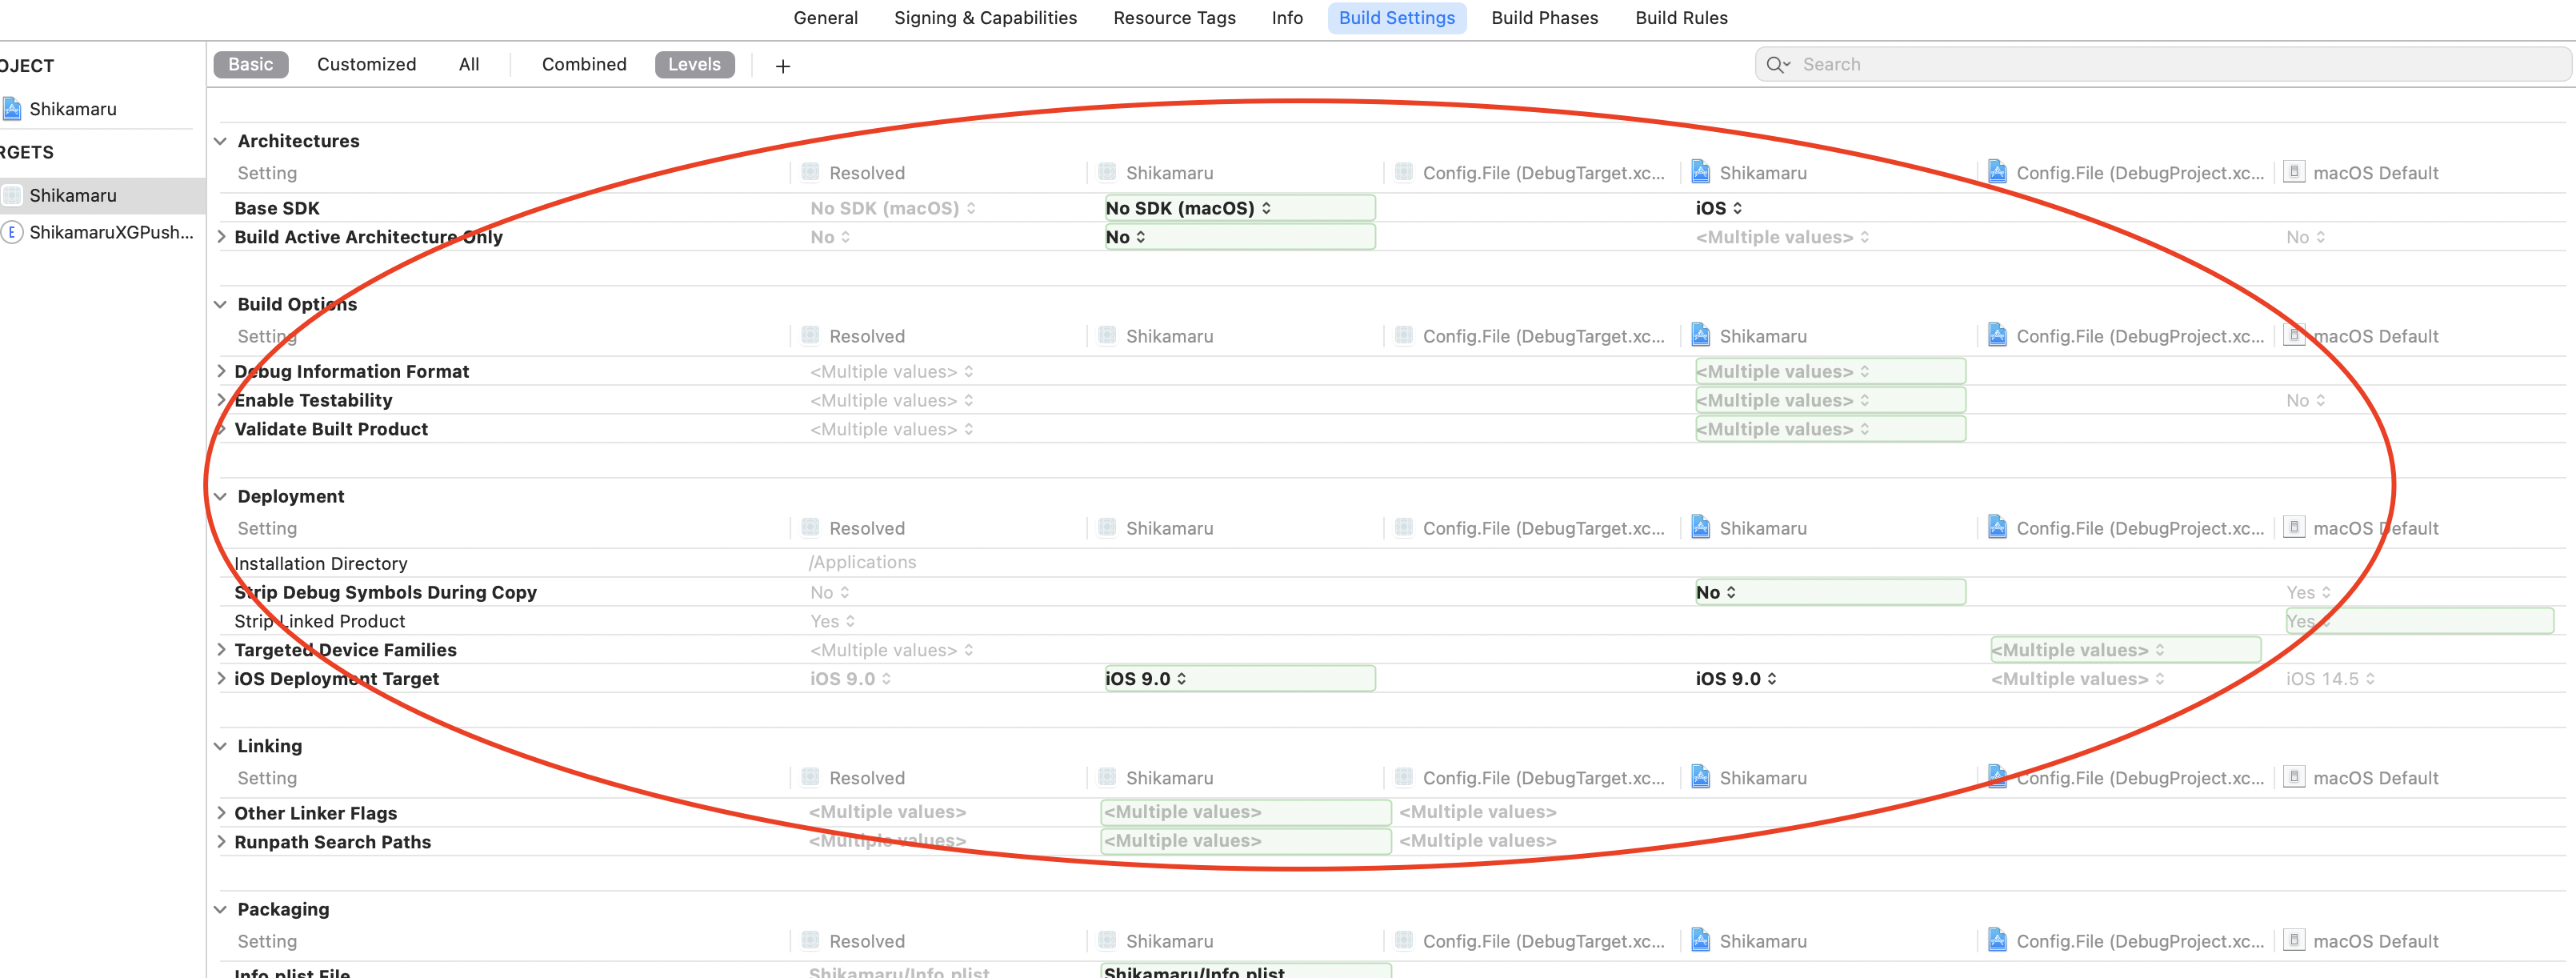 General Signing & Capabilities Resource Tags Info Build Settings Build Phases Build Rules
OJECT
Shikamaru
RGETS
Shikamaru
ShikamaruXGPush...
Basic Customized All Combined Levels + Search
Architectures
Setting Resolved Shikamaru Config.File (DebugTarget.xc... Shikamaru Config.File (DebugProject.xc... macOS Default
Base SDK No SDK (macOS) No SDK (macOS) iOS
Build Active Architecture Only No No <Multiple values> No
Build Options
Setting Resolved Shikamaru Config.File (DebugTarget.xc... Shikamaru Config.File (DebugProject.xc... macOS Default
Debug Information Format <Multiple values> <Multiple values>
Enable Testability <Multiple values> <Multiple values> No
Validate Built Product <Multiple values> <Multiple values>
Deployment
Setting Resolved Shikamaru Config.File (DebugTarget.xc... Shikamaru Config.File (DebugProject.xc... macOS Default
Installation Directory /Applications
Strip Debug Symbols During Copy No No Yes
Strip Linked Product Yes Yes
Targeted Device Families <Multiple values> <Multiple values>
iOS Deployment Target iOS 9.0 iOS 9.0 iOS 9.0 <Multiple values> iOS 14.5
Linking
Setting Resolved Shikamaru Config.File (DebugTarget.xc... Shikamaru Config.File (DebugProject.xc... macOS Default
Other Linker Flags <Multiple values> <Multiple values> <Multiple values>
Runpath Search Paths <Multiple values> <Multiple values> <Multiple values>
Packaging
Setting Resolved Shikamaru Config.File (DebugTarget.xc... Shikamaru Config.File (DebugProject.xc... macOS Default
Info.plist File Shikamaru/Info.plist Shikamaru/Info.plist